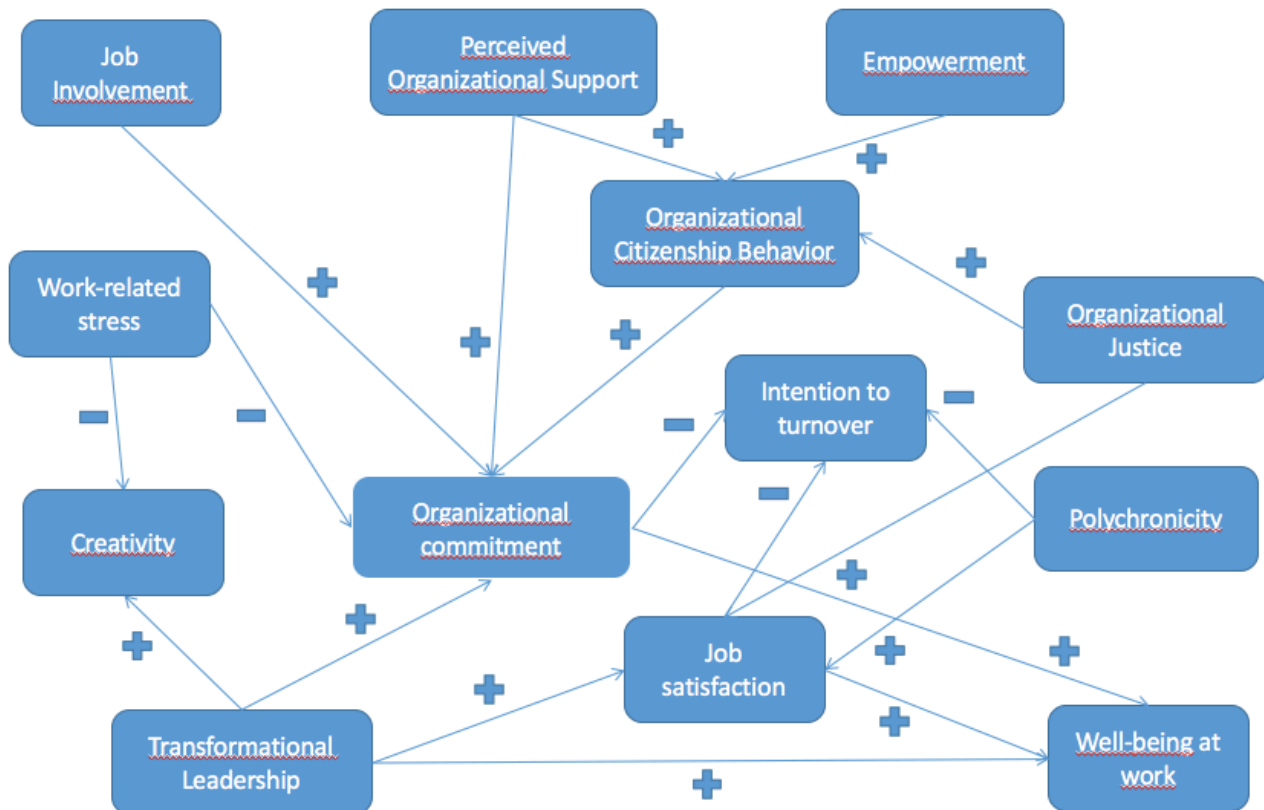 Job
Involvement
Perceived
Organizational Support
Empowerment
Organizational
Citizenship Behavior
Work-related
stress
Organizational
Justice
Intention to
turnover
Creativity
Organizational
commitment
Polychronicity
Job
satisfaction
Transformational
Leadership
Well-being at
work